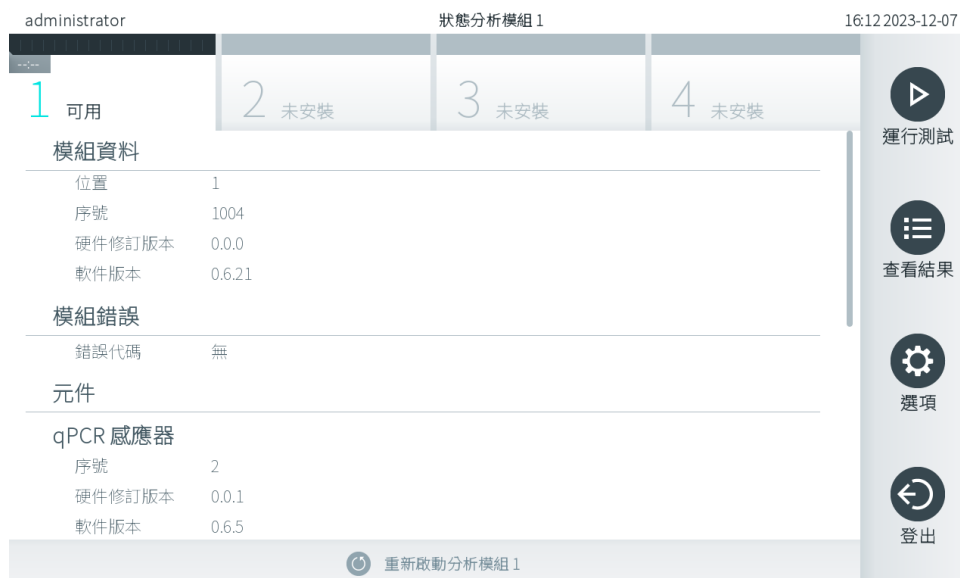 administrator 狀態分析模組 1 16:12 2023-12-07
--:--
1 可用 2 未安裝 3 未安裝 4 未安裝
模組資料
位置 1
序號 1004
硬件修訂版本 0.0.0
軟件版本 0.6.21
模組錯誤
錯誤代碼 無
元件
qPCR 感應器
序號 2
硬件修訂版本 0.0.1
軟件版本 0.6.5
重新啟動分析模組 1
運行測試
查看結果
選項
登出